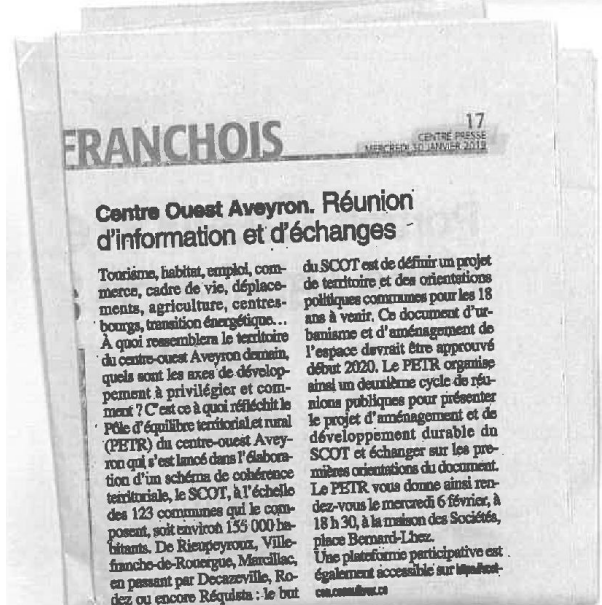 FRANCHOIS
17
CENTRE PRESSE
MERCREDI 30 JANVIER 2019
Centre Ouest Aveyron. Réunion
d'information et d'échanges
Tourisme, habitat, emploi, com-
merce, cadre de vie, déplace-
ments, agriculture, centres-
bourgs, transition énergétique...
À quoi ressemblera le territoire
du centre-ouest Aveyron demain,
quels sont les axes de dévelop-
pement à privilégier et com-
ment ? C'est ce à quoi réfléchit le
Pôle d'équilibre territorial et rural
(PETR) du centre-ouest Avey-
ron qui s'est lancé dans l'élabora-
tion d'un schéma de cohérence
territoriale, le SCOT, à l'échelle
des 123 communes qui le com-
posent, soit environ 155 000 ha-
bitants. De Rieupeyroux, Ville-
franche-de-Rouergue, Marcillac,
en passant par Decazeville, Ro-
dez ou encore Réquista : le but
du SCOT est de définir un projet
de territoire et des orientations
politiques communes pour les 18
ans à venir. Ce document d'ur-
banisme et d'aménagement de
l'espace devrait être approuvé
début 2020. Le PETR organise
ainsi un deuxième cycle de réu-
nions publiques pour présenter
le projet d'aménagement et de
développement durable du
SCOT et échanger sur les pre-
mières orientations du document.
Le PETR vous donne ainsi ren-
dez-vous le mercredi 6 février, à
18 h 30, à la maison des Sociétés,
place Bernard-Lhez.
Une plateforme participative est
également accessible sur